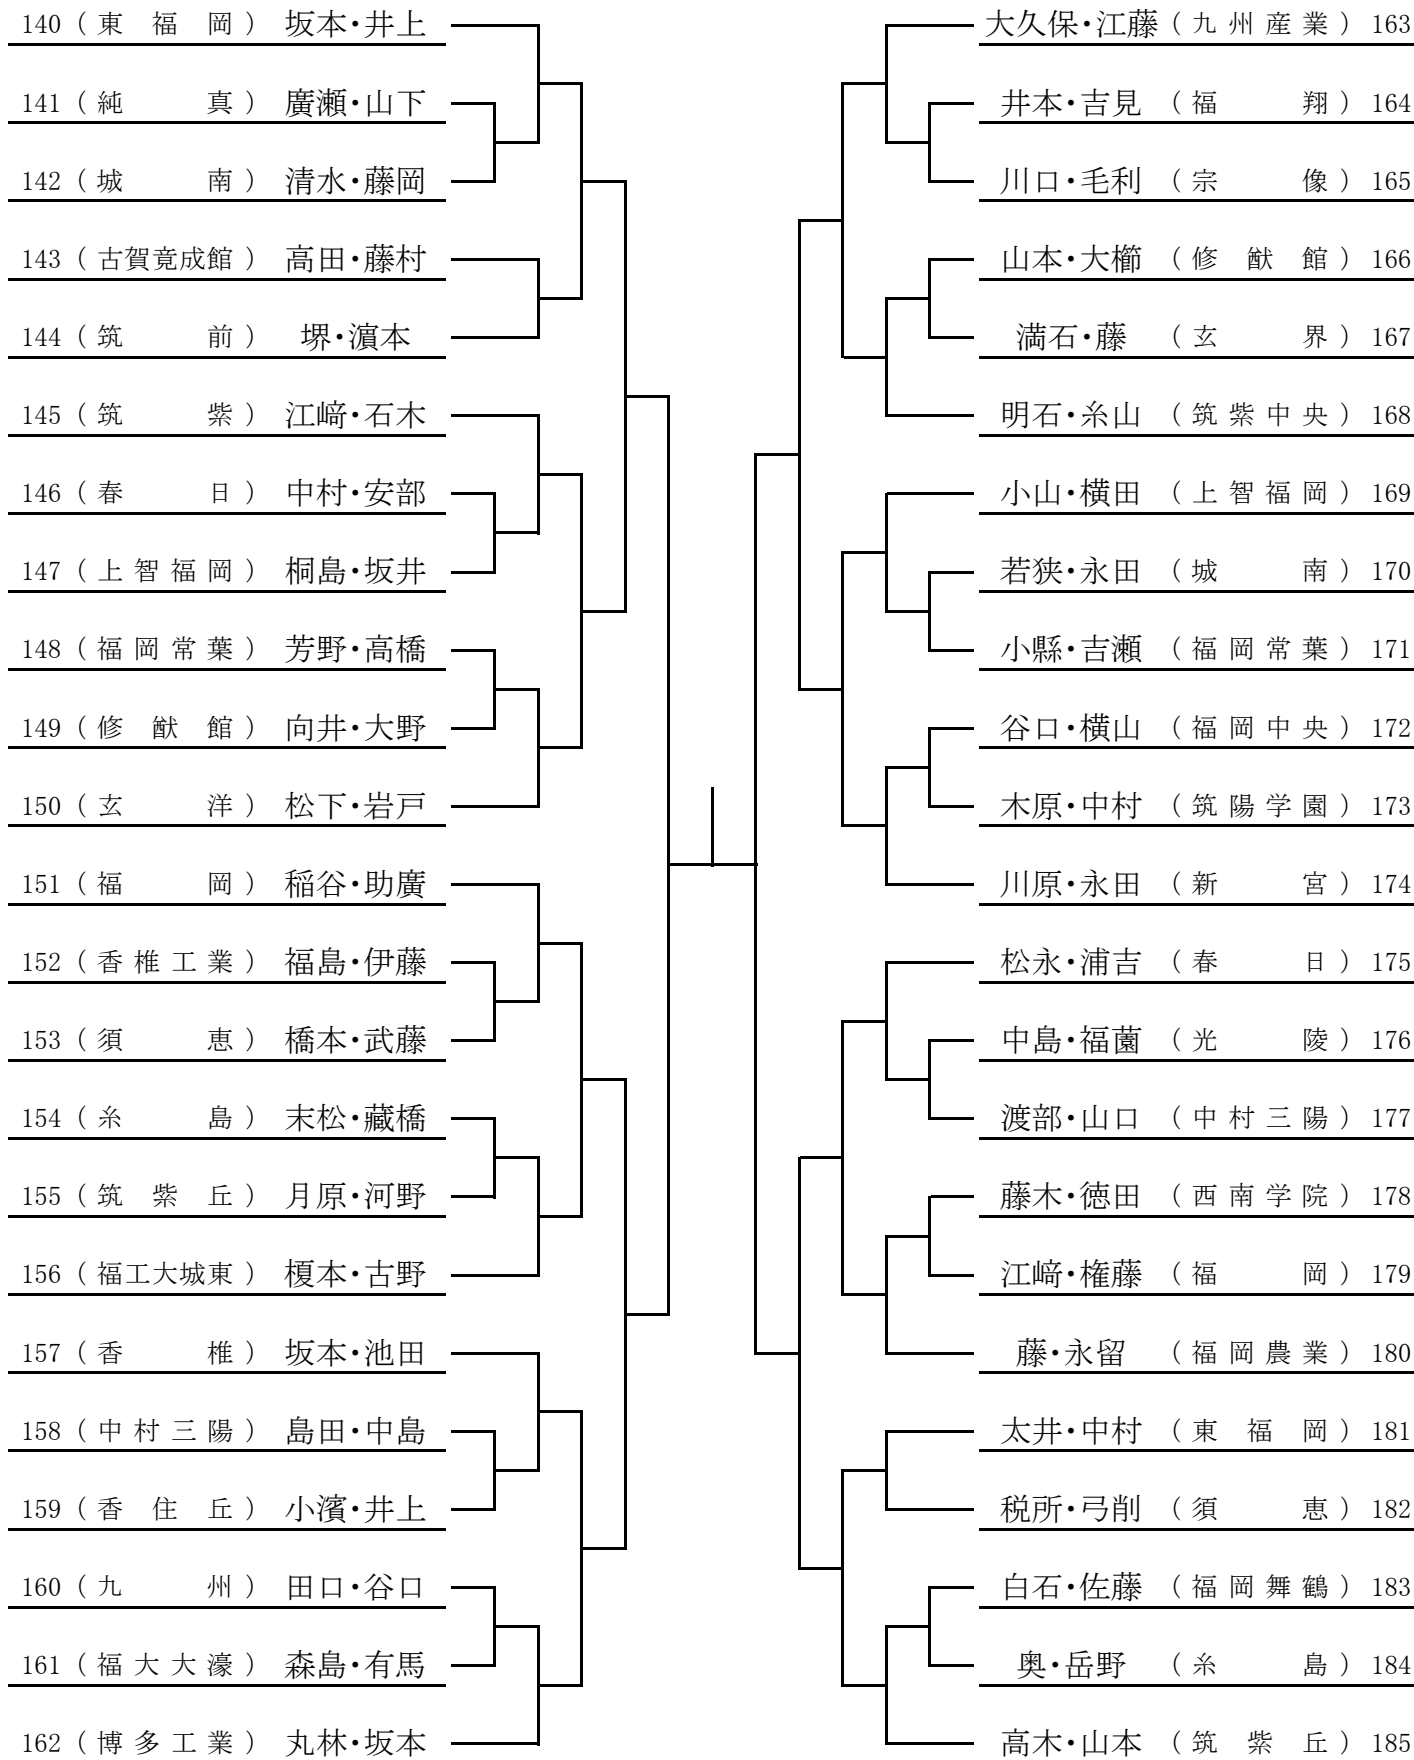 140 ( 東 福 岡 ) 坂本・井上
141 ( 純 真 ) 廣瀬・山下
142 ( 城 南 ) 清水・藤岡
143 ( 古賀竟成館 ) 高田・藤村
144 ( 筑 前 ) 堺・濵本
145 ( 筑 紫 ) 江﨑・石木
146 ( 春 日 ) 中村・安部
147 ( 上 智 福 岡 ) 桐島・坂井
148 ( 福 岡 常 葉 ) 芳野・高橋
149 ( 修 猷 館 ) 向井・大野
150 ( 玄 洋 ) 松下・岩戸
151 ( 福 岡 ) 稲谷・助廣
152 ( 香 椎 工 業 ) 福島・伊藤
153 ( 須 恵 ) 橋本・武藤
154 ( 糸 島 ) 末松・藏橋
155 ( 筑 紫 丘 ) 月原・河野
156 ( 福工大城東 ) 榎本・古野
157 ( 香 椎 ) 坂本・池田
158 ( 中 村 三 陽 ) 島田・中島
159 ( 香 住 丘 ) 小濱・井上
160 ( 九 州 ) 田口・谷口
161 ( 福 大 大 濠 ) 森島・有馬
162 ( 博 多 工 業 ) 丸林・坂本
大久保・江藤 ( 九 州 産 業 ) 163
井本・吉見 ( 福 翔 ) 164
川口・毛利 ( 宗 像 ) 165
山本・大櫛 ( 修 猷 館 ) 166
満石・藤 ( 玄 界 ) 167
明石・糸山 ( 筑 紫 中 央 ) 168
小山・横田 ( 上 智 福 岡 ) 169
若狭・永田 ( 城 南 ) 170
小縣・吉瀬 ( 福 岡 常 葉 ) 171
谷口・横山 ( 福 岡 中 央 ) 172
木原・中村 ( 筑 陽 学 園 ) 173
川原・永田 ( 新 宮 ) 174
松永・浦吉 ( 春 日 ) 175
中島・福薗 ( 光 陵 ) 176
渡部・山口 ( 中 村 三 陽 ) 177
藤木・徳田 ( 西 南 学 院 ) 178
江﨑・権藤 ( 福 岡 ) 179
藤・永留 ( 福 岡 農 業 ) 180
太井・中村 ( 東 福 岡 ) 181
税所・弓削 ( 須 恵 ) 182
白石・佐藤 ( 福 岡 舞 鶴 ) 183
奥・岳野 ( 糸 島 ) 184
高木・山本 ( 筑 紫 丘 ) 185